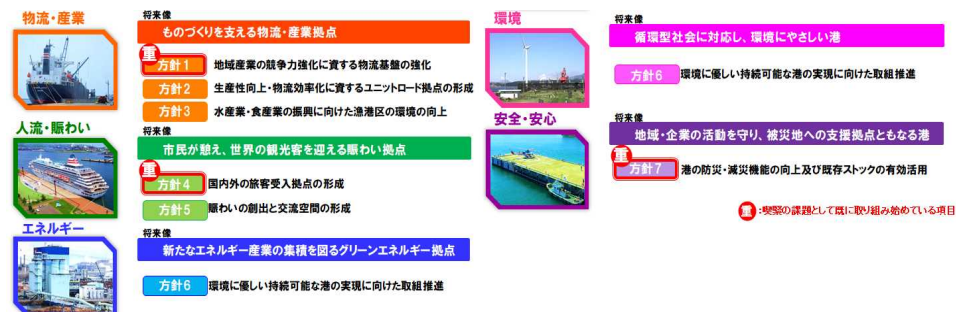 物流・産業
将来像
ものづくりを支える物流・産業拠点
重
方針1 地域産業の競争力強化に資する物流基盤の強化
方針2 生産性向上・物流効率化に資するユニットロード拠点の形成
方針3 水産業・食産業の振興に向けた漁港区の環境の向上
人流・賑わい
将来像
市民が憩え、世界の観光客を迎える賑わい拠点
重
方針4 国内外の旅客受入拠点の形成
方針5 賑わいの創出と交流空間の形成
エネルギー
将来像
新たなエネルギー産業の集積を図るグリーンエネルギー拠点
方針6 環境に優しい持続可能な港の実現に向けた取組推進
環境
将来像
循環型社会に対応し、環境にやさしい港
方針6 環境に優しい持続可能な港の実現に向けた取組推進
安全・安心
将来像
地域・企業の活動を守り、被災地への支援拠点ともなる港
重
方針7 港の防災・減災機能の向上及び既存ストックの有効活用
重:喫緊の課題として既に取り組み始めている項目